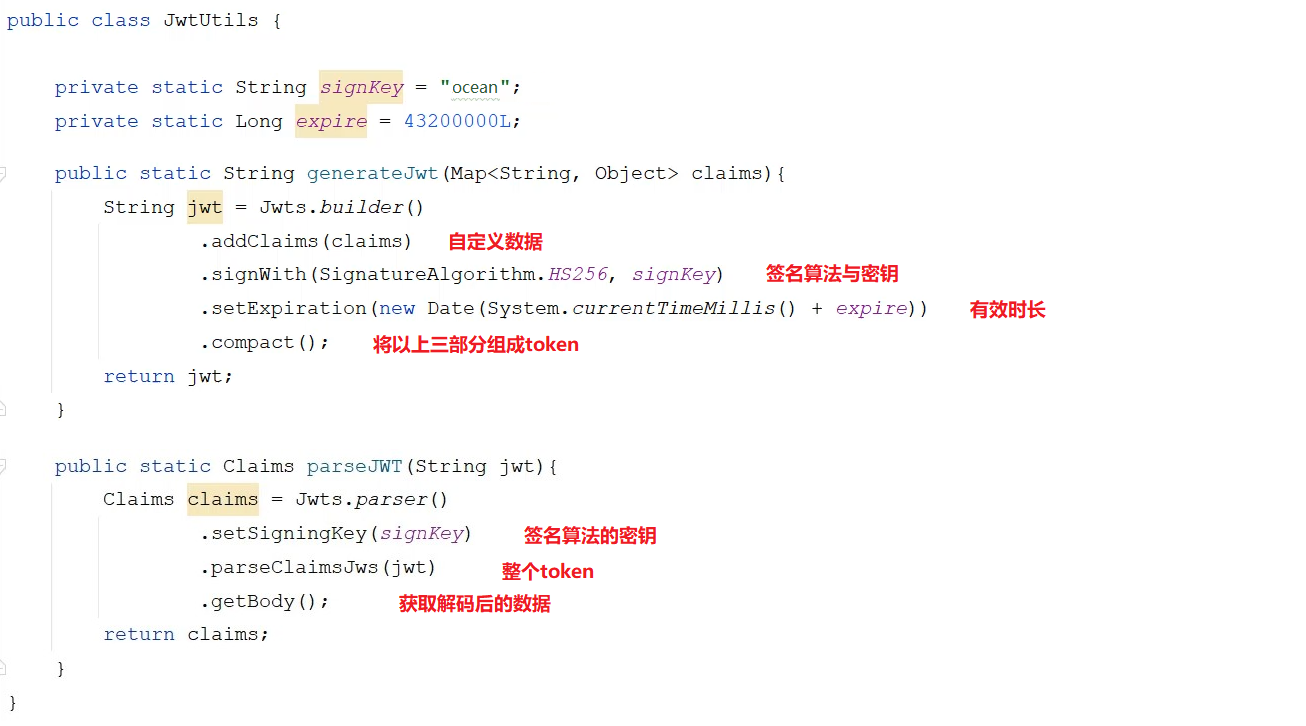 public class JwtUtils {
private static String signKey = "ocean";
private static Long expire = 43200000L;
public static String generateJwt(Map<String, Object> claims){
String jwt = Jwts.builder()
.addClaims(claims) 自定义数据
.signWith(SignatureAlgorithm.HS256, signKey) 签名算法与密钥
.setExpiration(new Date(System.currentTimeMillis() + expire)) 有效时长
.compact(); 将以上三部分组成token
return jwt;
}
public static Claims parseJWT(String jwt){
Claims claims = Jwts.parser()
.setSigningKey(signKey) 签名算法的密钥
.parseClaimsJws(jwt) 整个token
.getBody(); 获取解码后的数据
return claims;
}
}